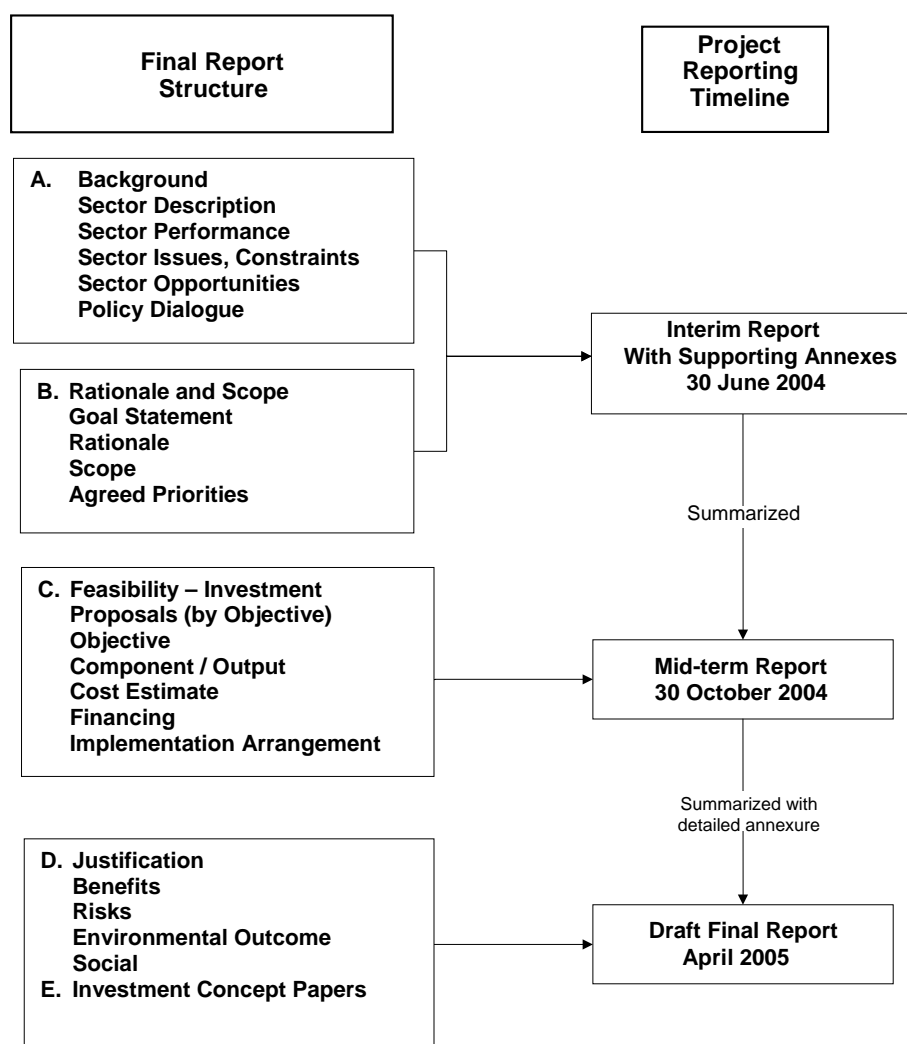 Final Report
Structure
Project
Reporting
Timeline
A. Background
Sector Description
Sector Performance
Sector Issues, Constraints
Sector Opportunities
Policy Dialogue
Interim Report
With Supporting Annexes
30 June 2004
B. Rationale and Scope
Goal Statement
Rationale
Scope
Agreed Priorities
Summarized
C. Feasibility – Investment
Proposals (by Objective)
Objective
Component / Output
Cost Estimate
Financing
Implementation Arrangement
Mid-term Report
30 October 2004
Summarized with
detailed annexure
D. Justification
Benefits
Risks
Environmental Outcome
Social
E. Investment Concept Papers
Draft Final Report
April 2005